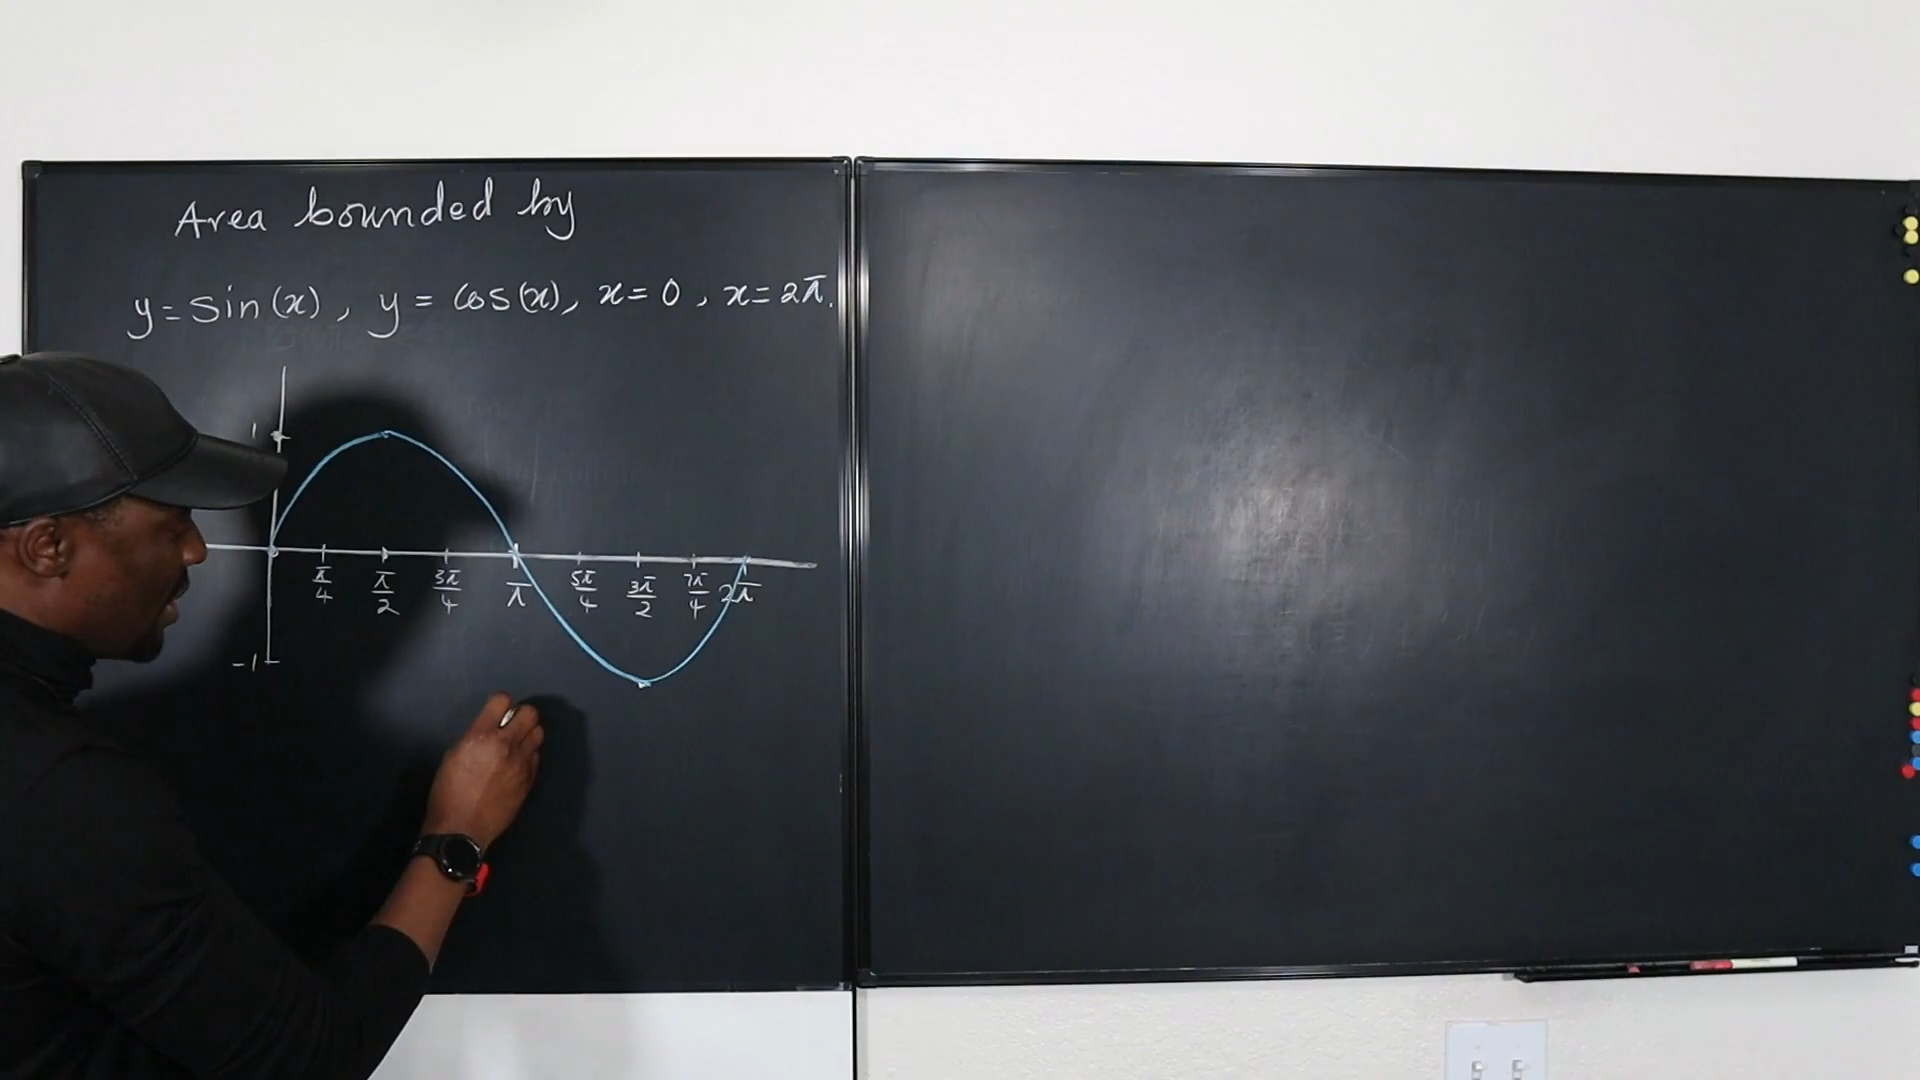 Area bounded by
y = sin(x), y = cos(x), x = 0, x = 2π.
1
π/4 π/2 3π/4 π 5π/4 3π/2 7π/4 2π
-1